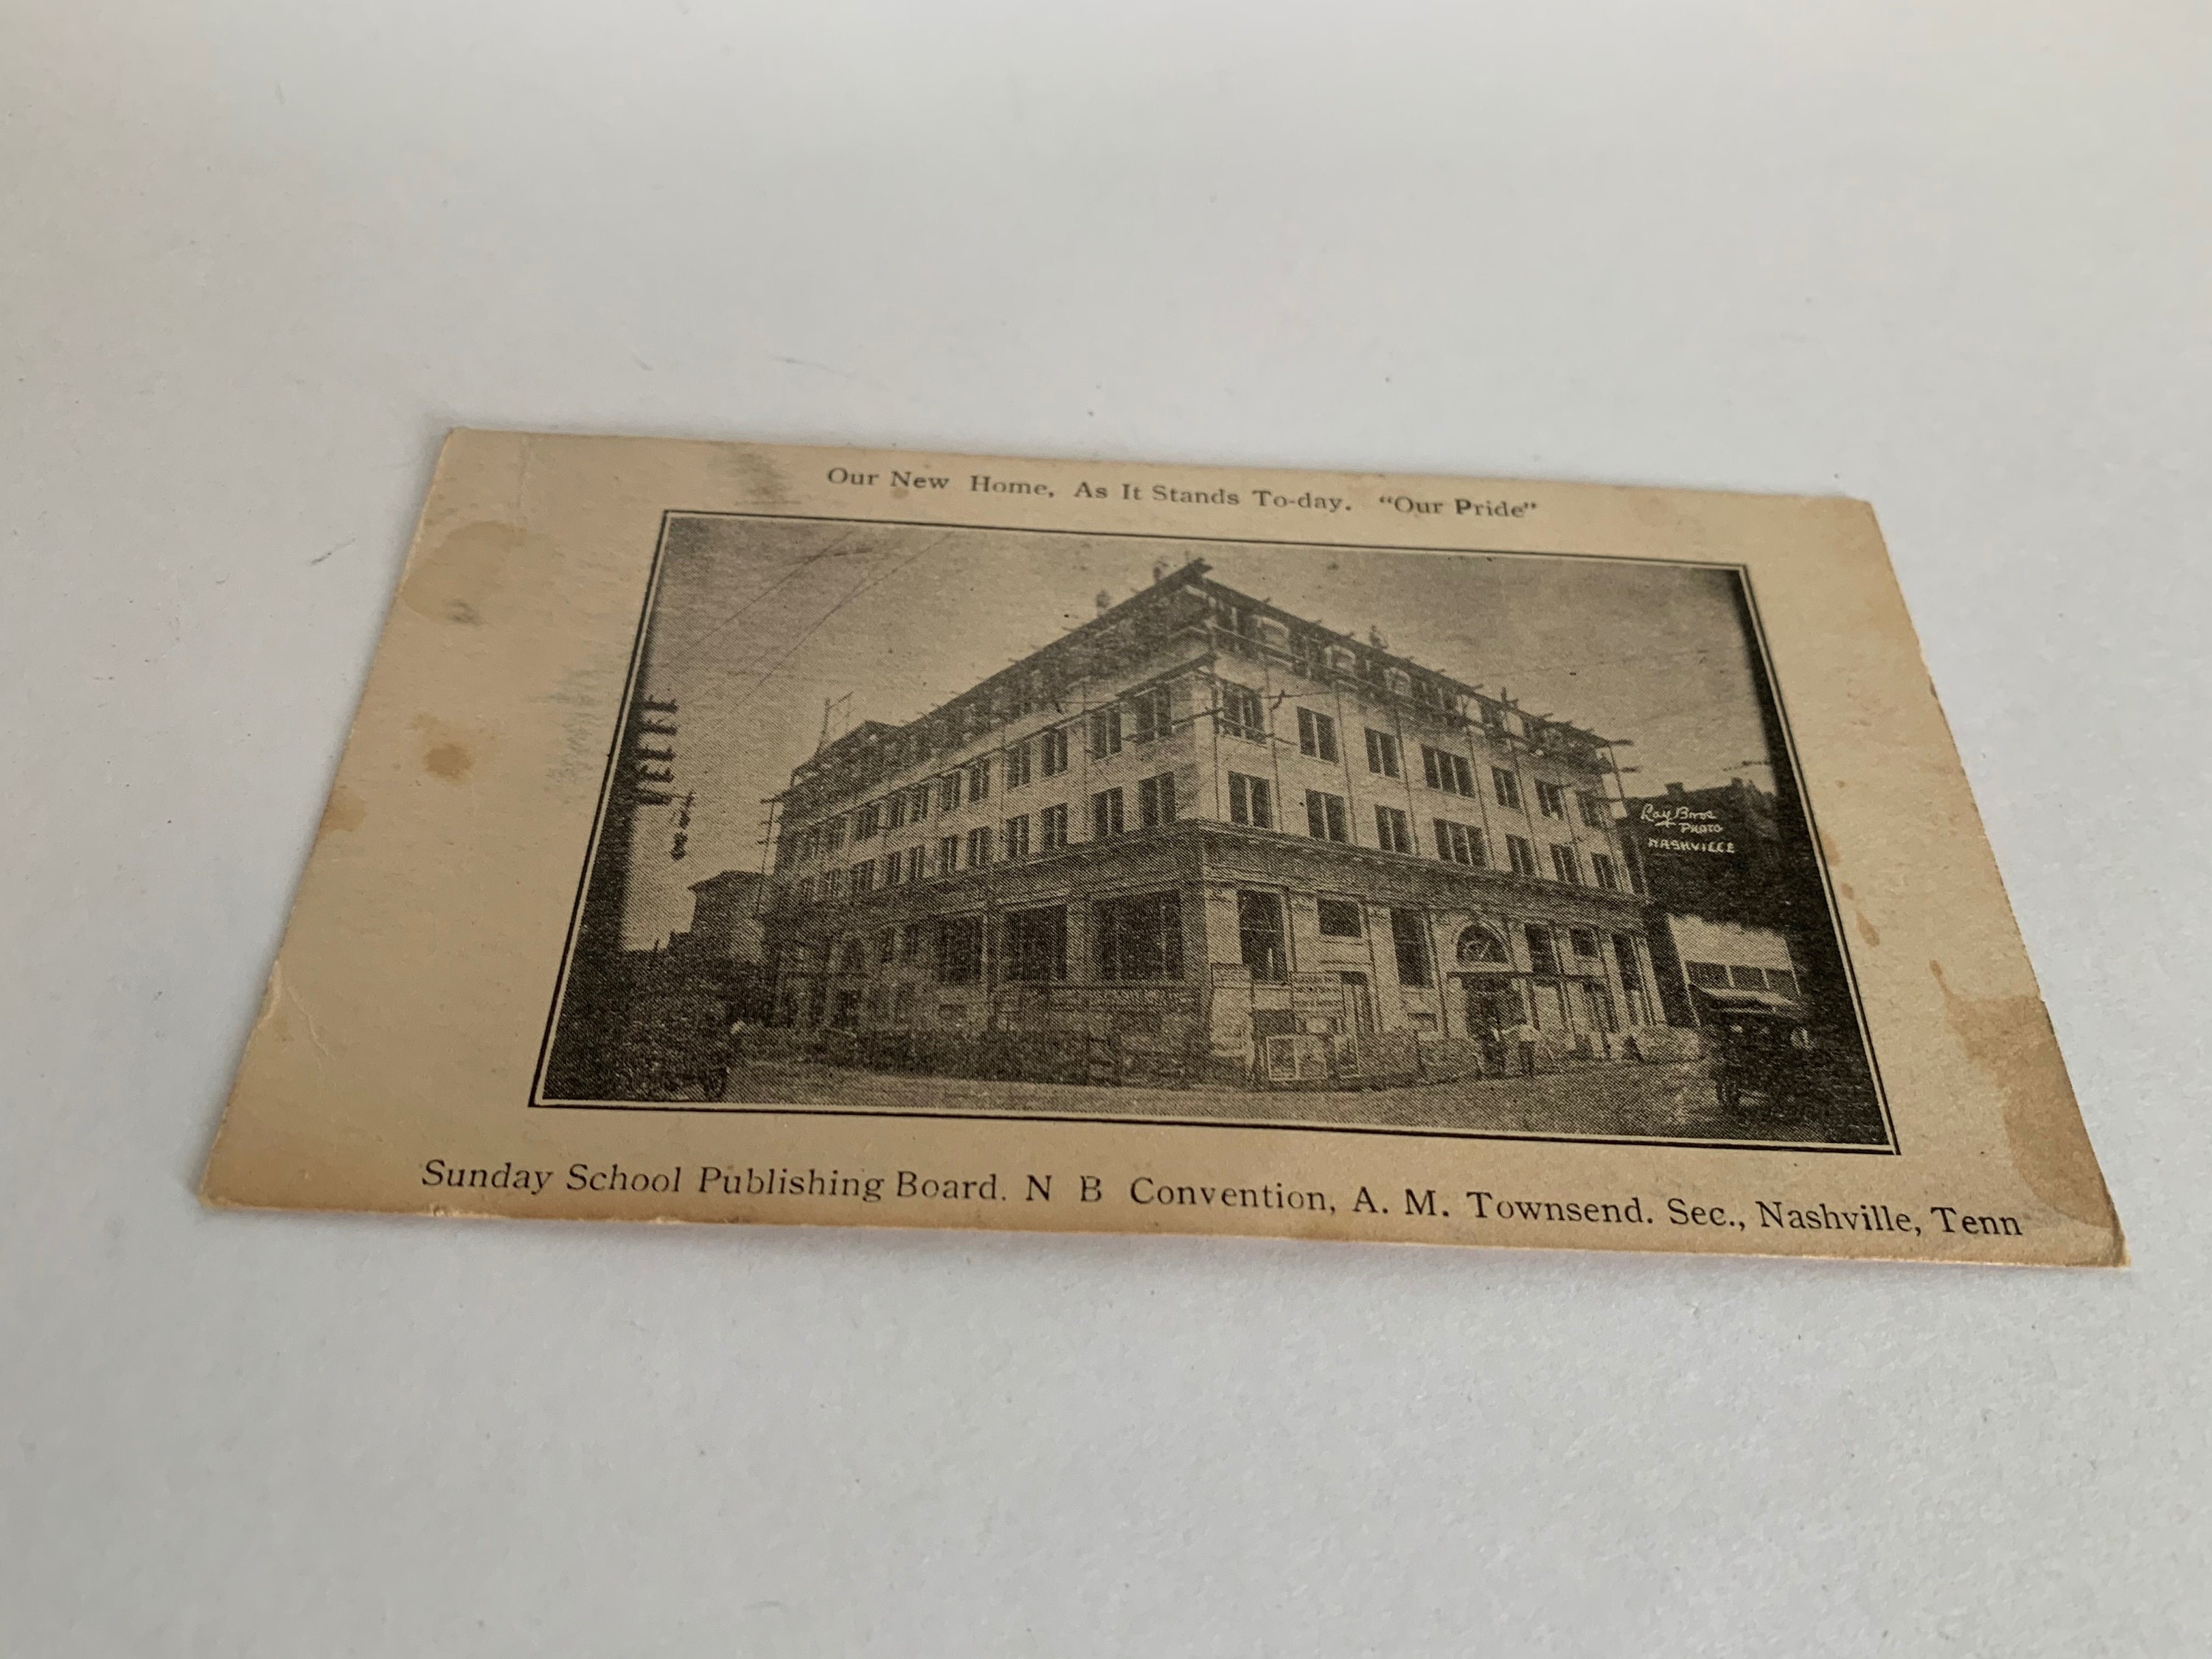 Our New Home, As It Stands To-day. "Our Pride"
Ray Bros
PHOTO
NASHVILLE
Sunday School Publishing Board. N B Convention, A. M. Townsend. Sec., Nashville, Tenn